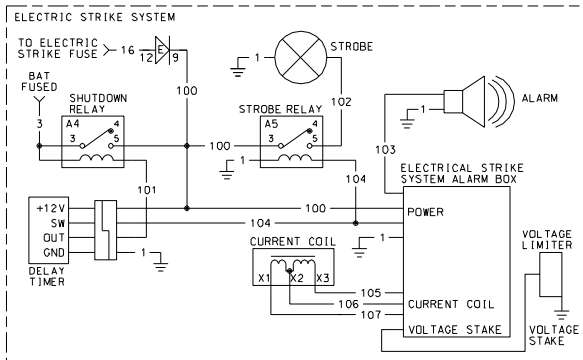 ELECTRIC STRIKE SYSTEM
TO ELECTRIC
STRIKE FUSE
16
12
E
9
100
1
STROBE
102
BAT
FUSED
3
SHUTDOWN
RELAY
A4
4
3
5
100
STROBE RELAY
A5
4
3
5
1
104
101
1
ALARM
103
ELECTRICAL STRIKE
SYSTEM ALARM BOX
+12V
SW
OUT
GND
DELAY
TIMER
100
104
1
1
POWER
CURRENT COIL
X1
X2
X3
105
106
107
CURRENT COIL
VOLTAGE STAKE
VOLTAGE
LIMITER
VOLTAGE
STAKE